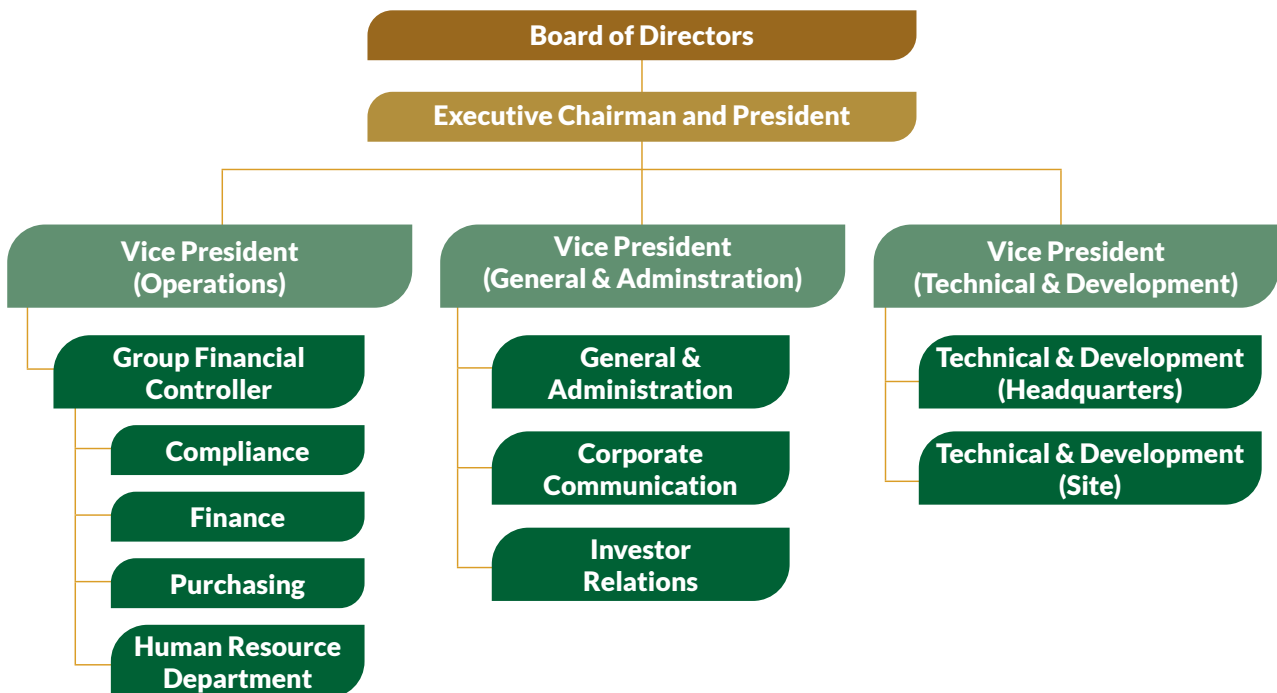 Board of Directors
Executive Chairman and President
Vice President
(Operations)
Group Financial
Controller
Compliance
Finance
Purchasing
Human Resource
Department
Vice President
(General & Adminstration)
General &
Administration
Corporate
Communication
Investor
Relations
Vice President
(Technical & Development)
Technical & Development
(Headquarters)
Technical & Development
(Site)